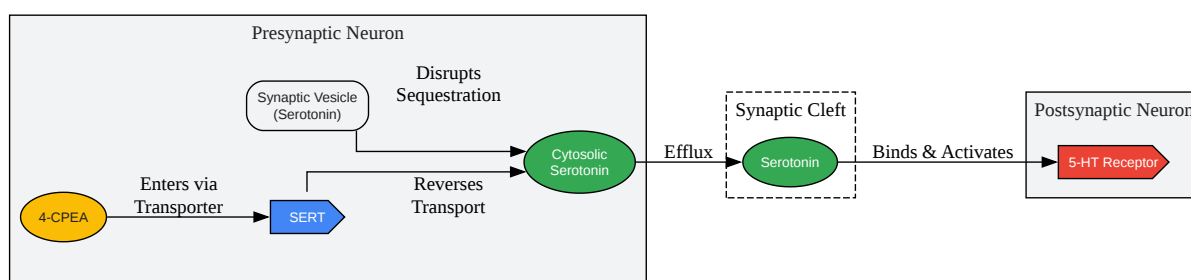 Presynaptic Neuron
Disrupts
Sequestration
Synaptic Vesicle
(Serotonin)
Synaptic Cleft
Postsynaptic Neuron
Cytosolic
Serotonin
Efflux
Serotonin
Binds & Activates
5-HT Receptor
Enters via
Transporter
Reverses
Transport
4-CPEA
SERT